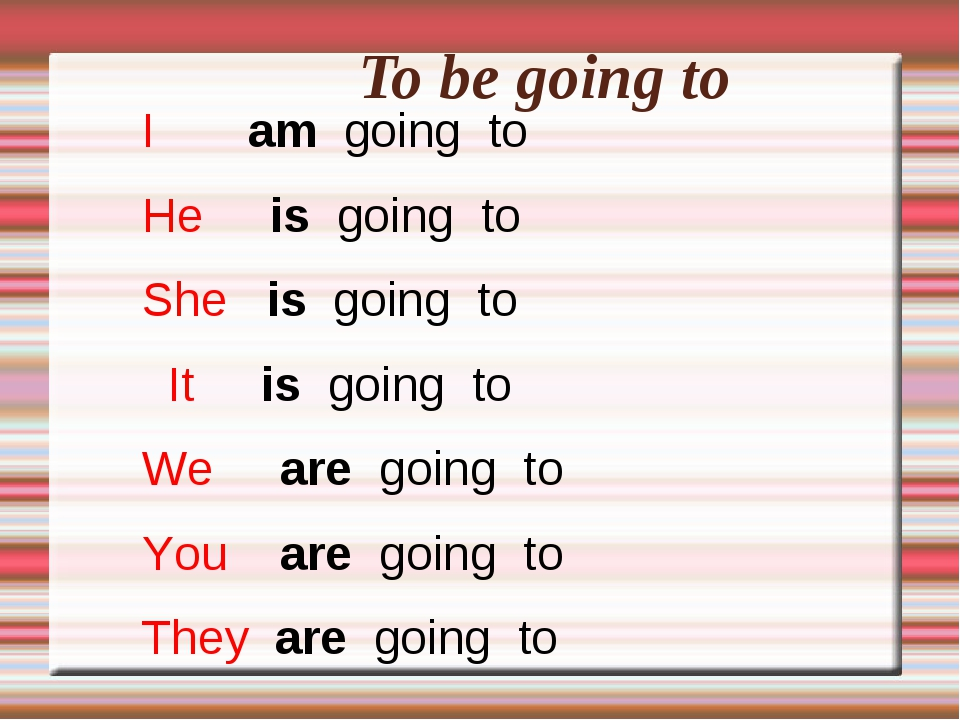 To be going to
I am going to
He is going to
She is going to
It is going to
We are going to
You are going to
They are going to